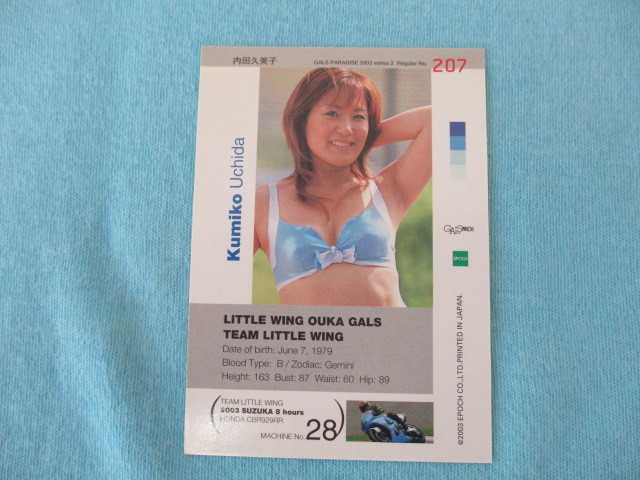 内田久美子
GALS PARADISE 2003 series 2 Regular No. 207
Kumiko Uchida
EPOCH
LITTLE WING OUKA GALS
TEAM LITTLE WING
Date of birth: June 7, 1979
Blood Type: B / Zodiac: Gemini
Height: 163 Bust: 87 Waist: 60 Hip: 89
TEAM LITTLE WING
2003 SUZUKA 8 hours
HONDA CBR929RR
MACHINE No. 28
©2003 EPOCH CO.,LTD.PRINTED IN JAPAN.